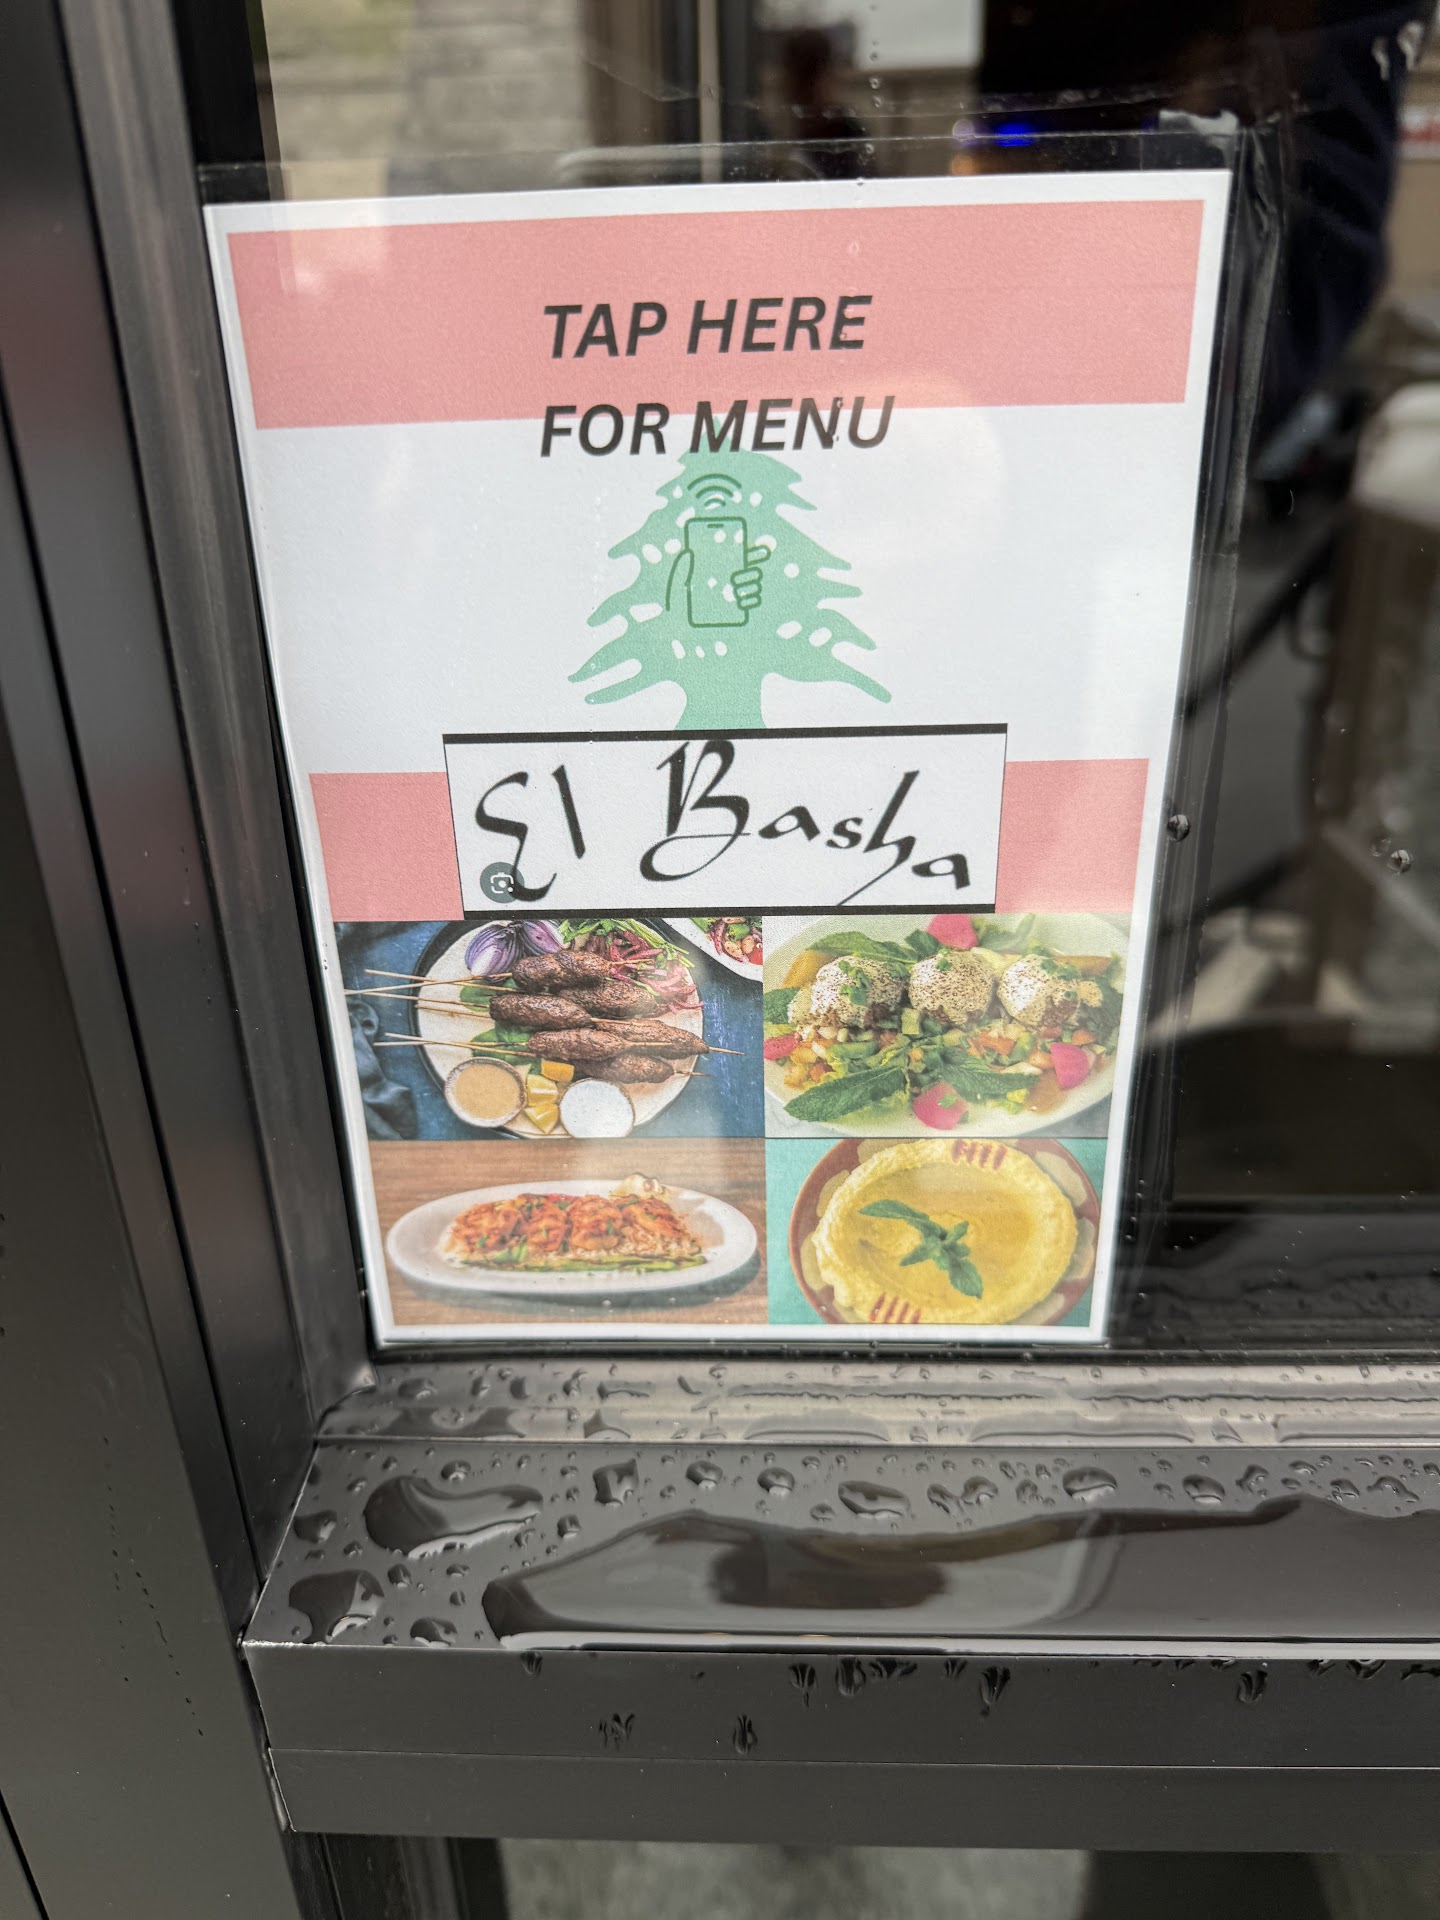 TAP HERE
FOR MENU
El Basha